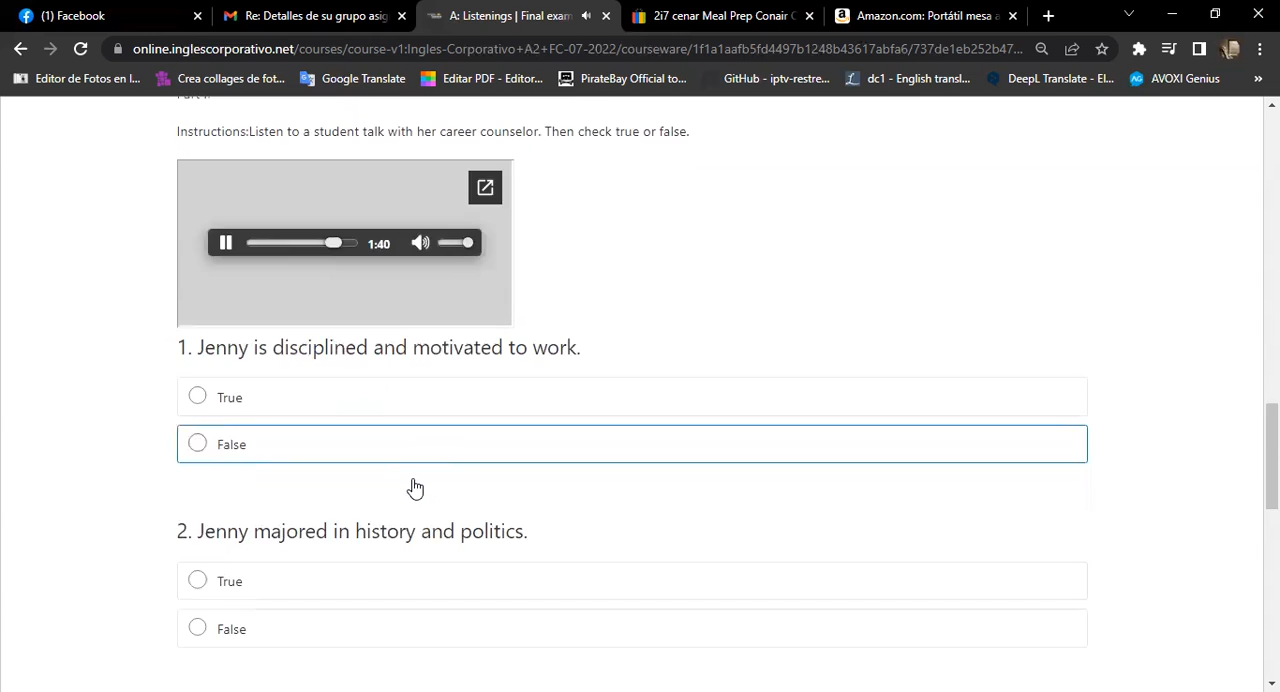 (1) Facebook
Re: Detalles de su grupo asig
A: Listenings | Final exam
2i7 cenar Meal Prep Conair C
Amazon.com: Portátil mesa a
online.inglescorporativo.net/courses/course-v1:Ingles-Corporativo+A2+FC-07-2022/courseware/1f1a1aafb5fd4497b1248b43617abfa6/737de1eb252b47...
Editor de Fotos en l...
Crea collages de fot...
Google Translate
Editar PDF - Editor...
PirateBay Official to...
GitHub - iptv-restre...
dc1 - English transl...
DeepL Translate - El...
AVOXI Genius
»
Instructions:Listen to a student talk with her career counselor. Then check true or false.
1:40
1. Jenny is disciplined and motivated to work.
True
False
2. Jenny majored in history and politics.
True
False